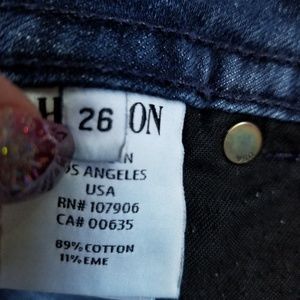 H 26 ON
N
OS ANGELES
USA
RN# 107906
CA# 00635
89% COTTON
11% EME